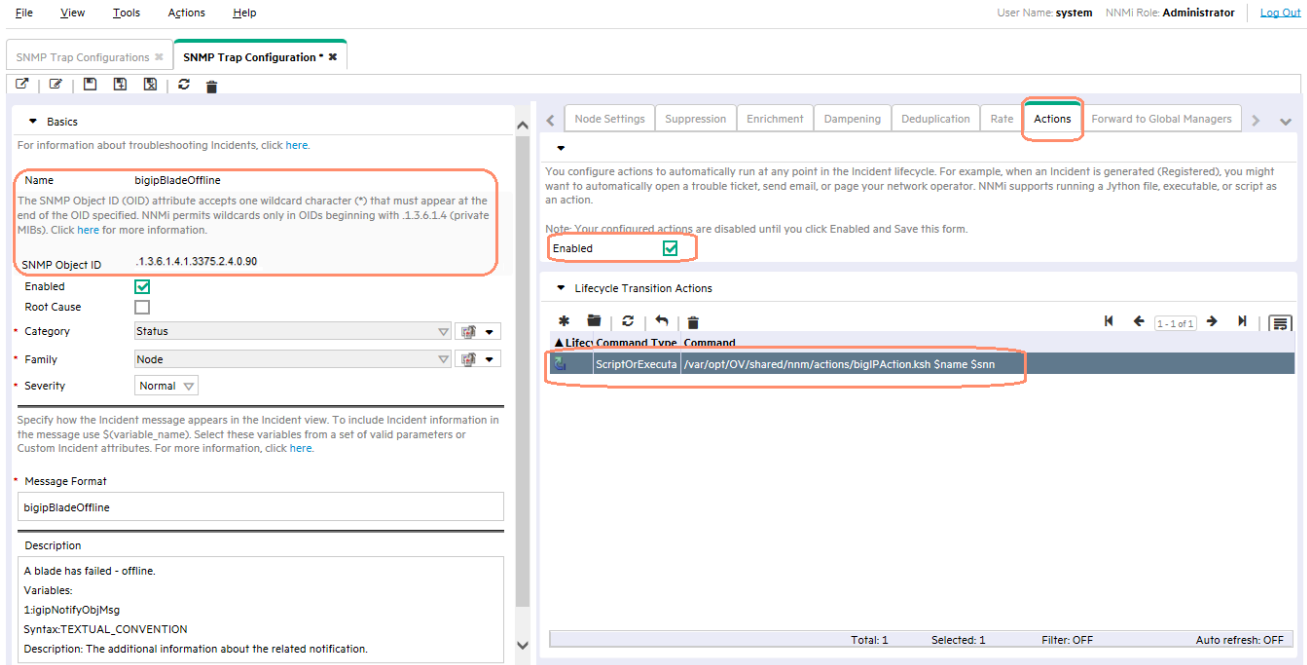 File View Tools Actions Help
User Name: system NNMi Role: Administrator Log Out
SNMP Trap Configurations ✖ SNMP Trap Configuration * ✖
Basics
For information about troubleshooting Incidents, click here.
Name bigipBladeOffline
The SNMP Object ID (OID) attribute accepts one wildcard character (*) that must appear at the
end of the OID specified. NNMi permits wildcards only in OIDs beginning with .1.3.6.1.4 (private
MIBs). Click here for more information.
SNMP Object ID .1.3.6.1.4.1.3375.2.4.0.90
Enabled
Root Cause
* Category Status
* Family Node
* Severity Normal
Specify how the Incident message appears in the Incident view. To include Incident information in
the message use $(variable_name). Select these variables from a set of valid parameters or
Custom Incident attributes. For more information, click here.
* Message Format
bigipBladeOffline
Description
A blade has failed - offline.
Variables:
1:igipNotifyObjMsg
Syntax:TEXTUAL_CONVENTION
Description: The additional information about the related notification.
Node Settings Suppression Enrichment Dampening Deduplication Rate Actions Forward to Global Managers
You configure actions to automatically run at any point in the Incident lifecycle. For example, when an Incident is generated (Registered), you might
want to automatically open a trouble ticket, send email, or page your network operator. NNMi supports running a Jython file, executable, or script as
an action.
Note: Your configured actions are disabled until you click Enabled and Save this form.
Enabled
Lifecycle Transition Actions
1 - 1 of 1
▲Lifec Command Type Command
ScriptOrExecuta /var/opt/OV/shared/nnm/actions/bigIPAction.ksh $name $snn
Total: 1 Selected: 1 Filter: OFF Auto refresh: OFF